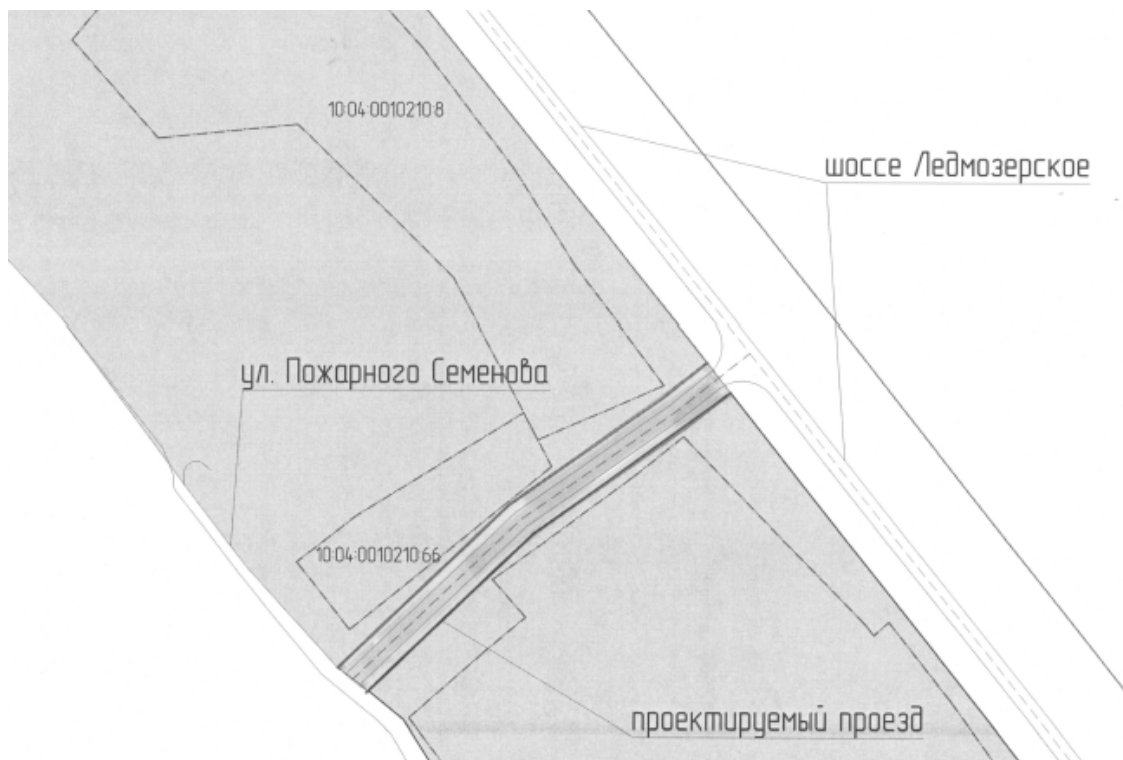 10:04:0010210:8
шоссе Ледмозерское
ул. Пожарного Семенова
10:04:0010210:66
проектируемый проезд